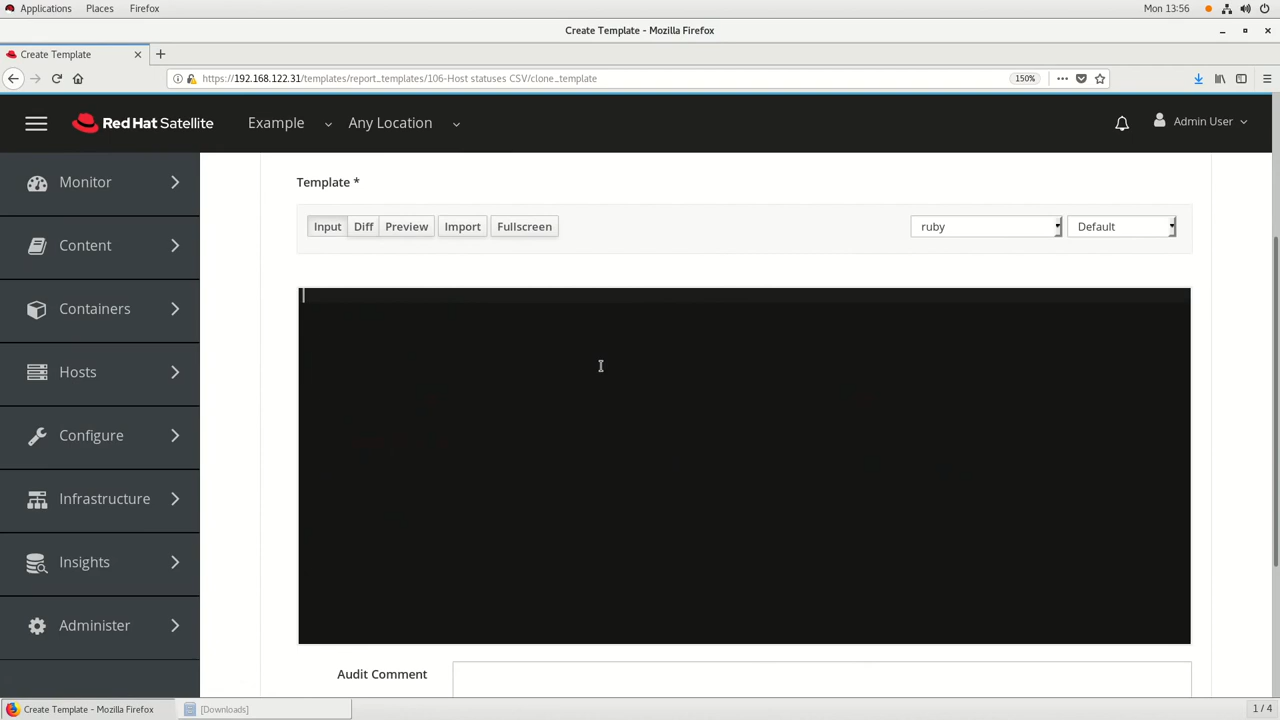 Applications Places Firefox Mon 13:56
Create Template - Mozilla Firefox
Create Template
https://192.168.122.31/templates/report_templates/106-Host statuses CSV/clone_template 150%
Red Hat Satellite Example Any Location Admin User
Monitor
Content
Containers
Hosts
Configure
Infrastructure
Insights
Administer
Template *
Input Diff Preview Import Fullscreen ruby Default
Audit Comment
Create Template - Mozilla Firefox [Downloads] 1 / 4